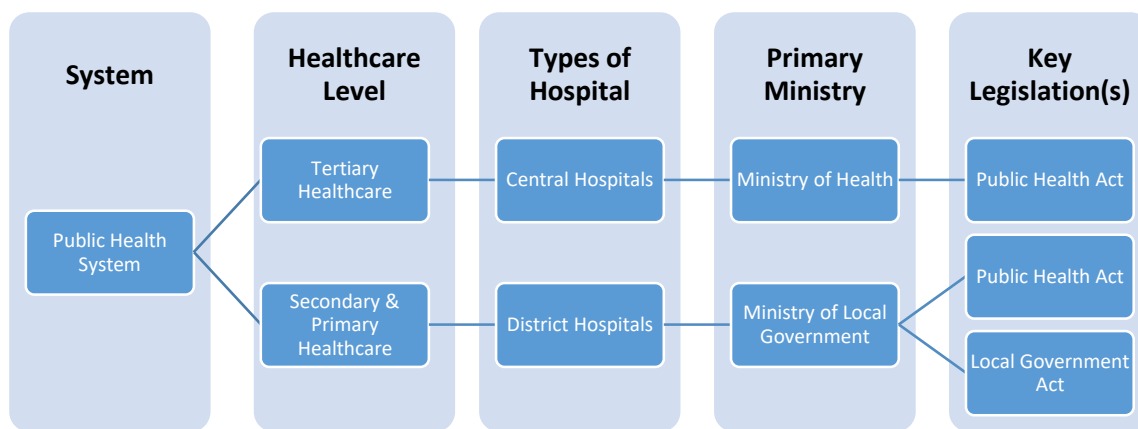 System
Healthcare
Level
Types of
Hospital
Primary
Ministry
Key
Legislation(s)
Public Health
System
Tertiary
Healthcare
Central Hospitals
Ministry of Health
Public Health Act
Secondary &
Primary
Healthcare
District Hospitals
Ministry of Local
Government
Public Health Act
Local Government
Act